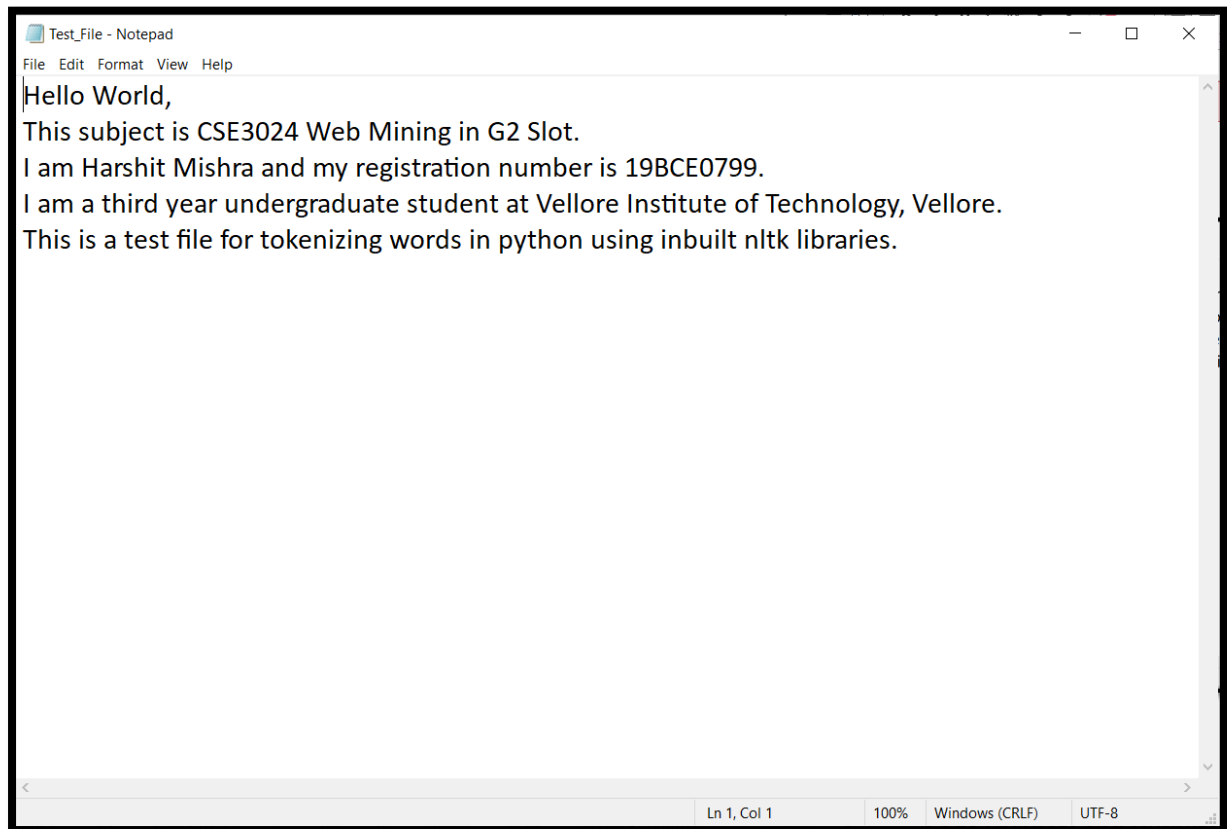 Test_File - Notepad
File Edit Format View Help
Hello World,
This subject is CSE3024 Web Mining in G2 Slot.
I am Harshit Mishra and my registration number is 19BCE0799.
I am a third year undergraduate student at Vellore Institute of Technology, Vellore.
This is a test file for tokenizing words in python using inbuilt nltk libraries.
Ln 1, Col 1 100% Windows (CRLF) UTF-8